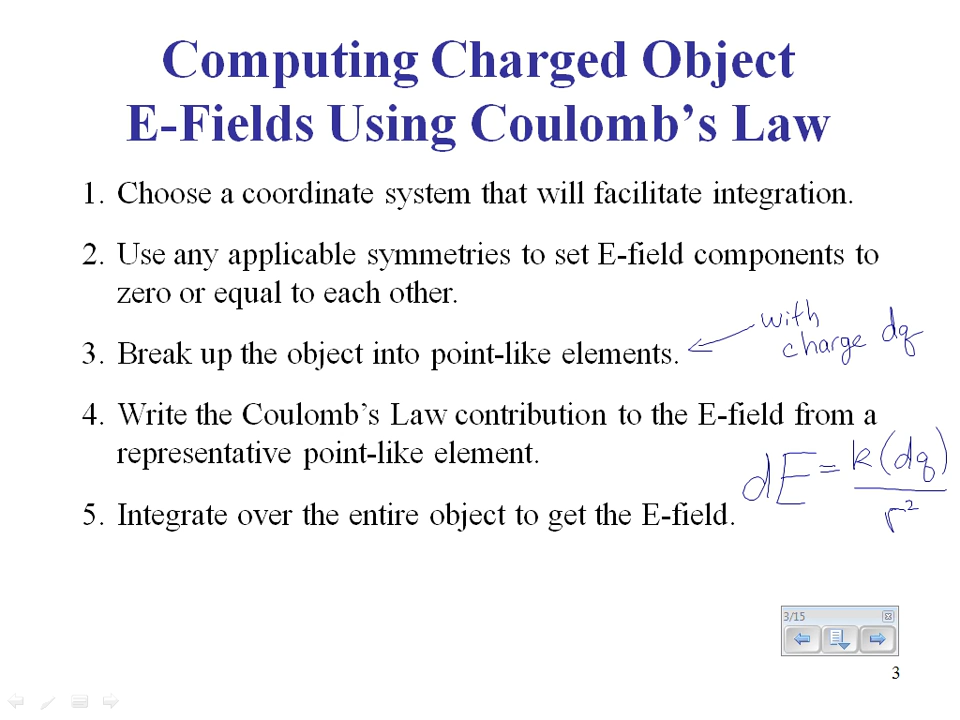 Computing Charged Object
E-Fields Using Coulomb's Law
1. Choose a coordinate system that will facilitate integration.
2. Use any applicable symmetries to set E-field components to
zero or equal to each other.
3. Break up the object into point-like elements.
with
charge dq
4. Write the Coulomb's Law contribution to the E-field from a
representative point-like element.
dE = k(dq)
r²
5. Integrate over the entire object to get the E-field.
3/15
3